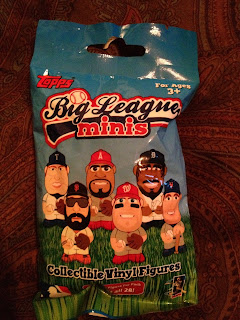 Topps
For Ages
3+
Big League
minis
T
A
W
Collectible Vinyl Figures